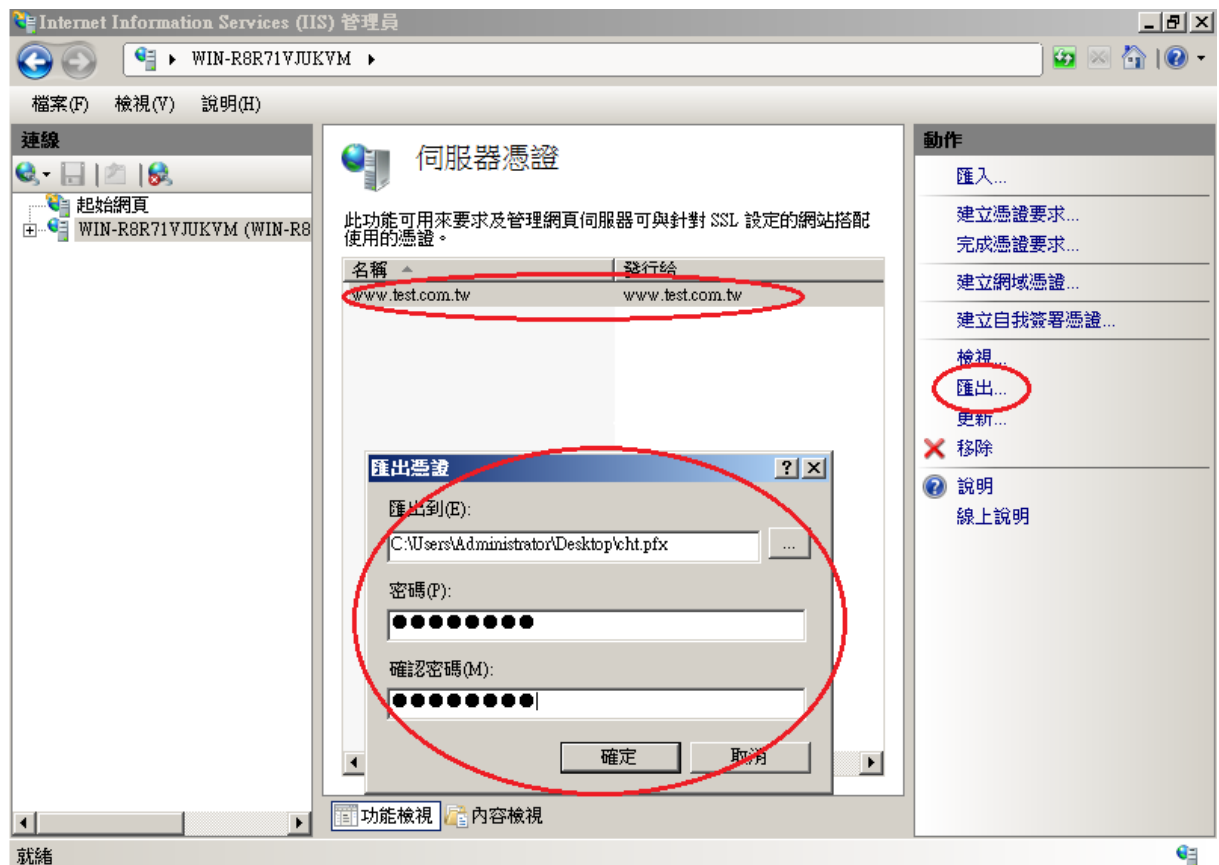 Internet Information Services (IIS) 管理員
WIN-R8R71VJUKVM
檔案(F) 檢視(V) 說明(H)
連線
起始網頁
WIN-R8R71VJUKVM (WIN-R8
伺服器憑證
此功能可用來要求及管理網頁伺服器可與針對 SSL 設定的網站搭配
使用的憑證。
名稱 發行給
www.test.com.tw www.test.com.tw
匯出憑證
匯出到(E):
C:\Users\Administrator\Desktop\cht.pfx ...
密碼(P):
●●●●●●●●
確認密碼(M):
●●●●●●●●
確定 取消
功能檢視 內容檢視
動作
匯入...
建立憑證要求...
完成憑證要求...
建立網域憑證...
建立自我簽署憑證...
檢視...
匯出...
更新...
移除
說明
線上說明
就緒